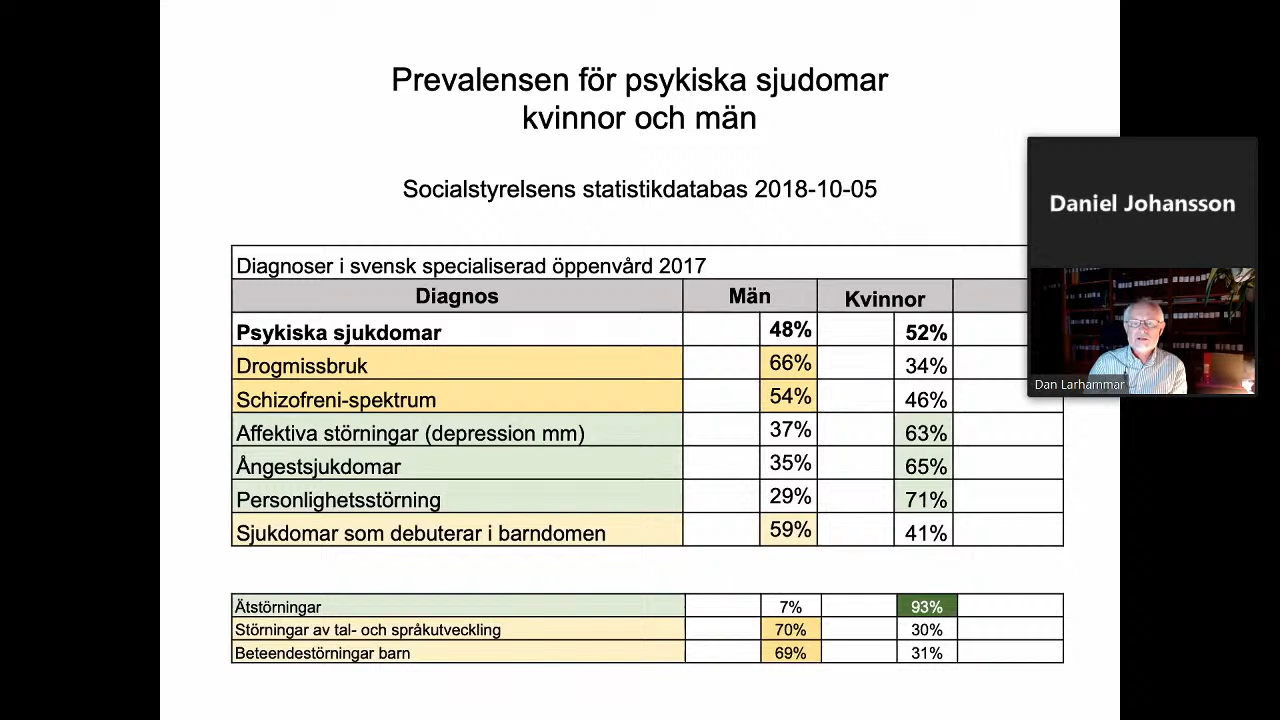 Prevalensen för psykiska sjudomar
kvinnor och män
Socialstyrelsens statistikdatabas 2018-10-05
Daniel Johansson
Dan Larhammar
Diagnoser i svensk specialiserad öppenvård 2017
Diagnos Män Kvinnor
Psykiska sjukdomar 48% 52%
Drogmissbruk 66% 34%
Schizofreni-spektrum 54% 46%
Affektiva störningar (depression mm) 37% 63%
Ångestsjukdomar 35% 65%
Personlighetsstörning 29% 71%
Sjukdomar som debuterar i barndomen 59% 41%
Ätstörningar 7% 93%
Störningar av tal- och språkutveckling 70% 30%
Beteendestörningar barn 69% 31%